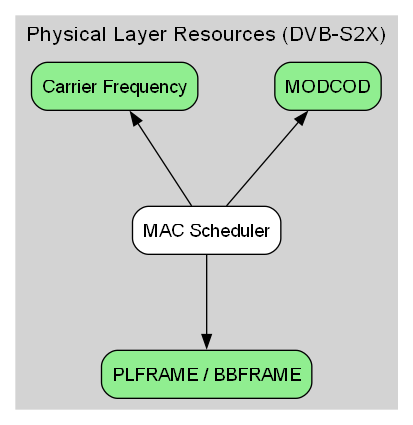 Physical Layer Resources (DVB-S2X)
Carrier Frequency
MODCOD
MAC Scheduler
PLFRAME / BBFRAME